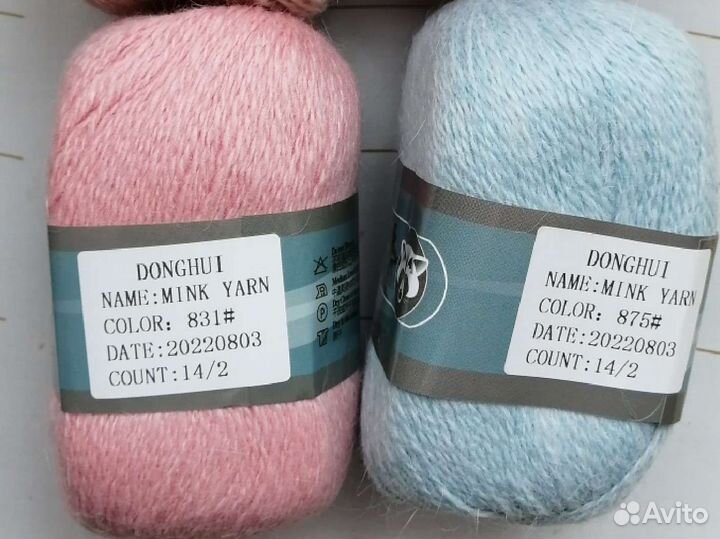 DONGHUI
NAME:MINK YARN
COLOR: 831#
DATE:20220803
COUNT:14/2
DONGHUI
NAME:MINK YARN
COLOR: 875#
DATE:20220803
COUNT:14/2
Avito